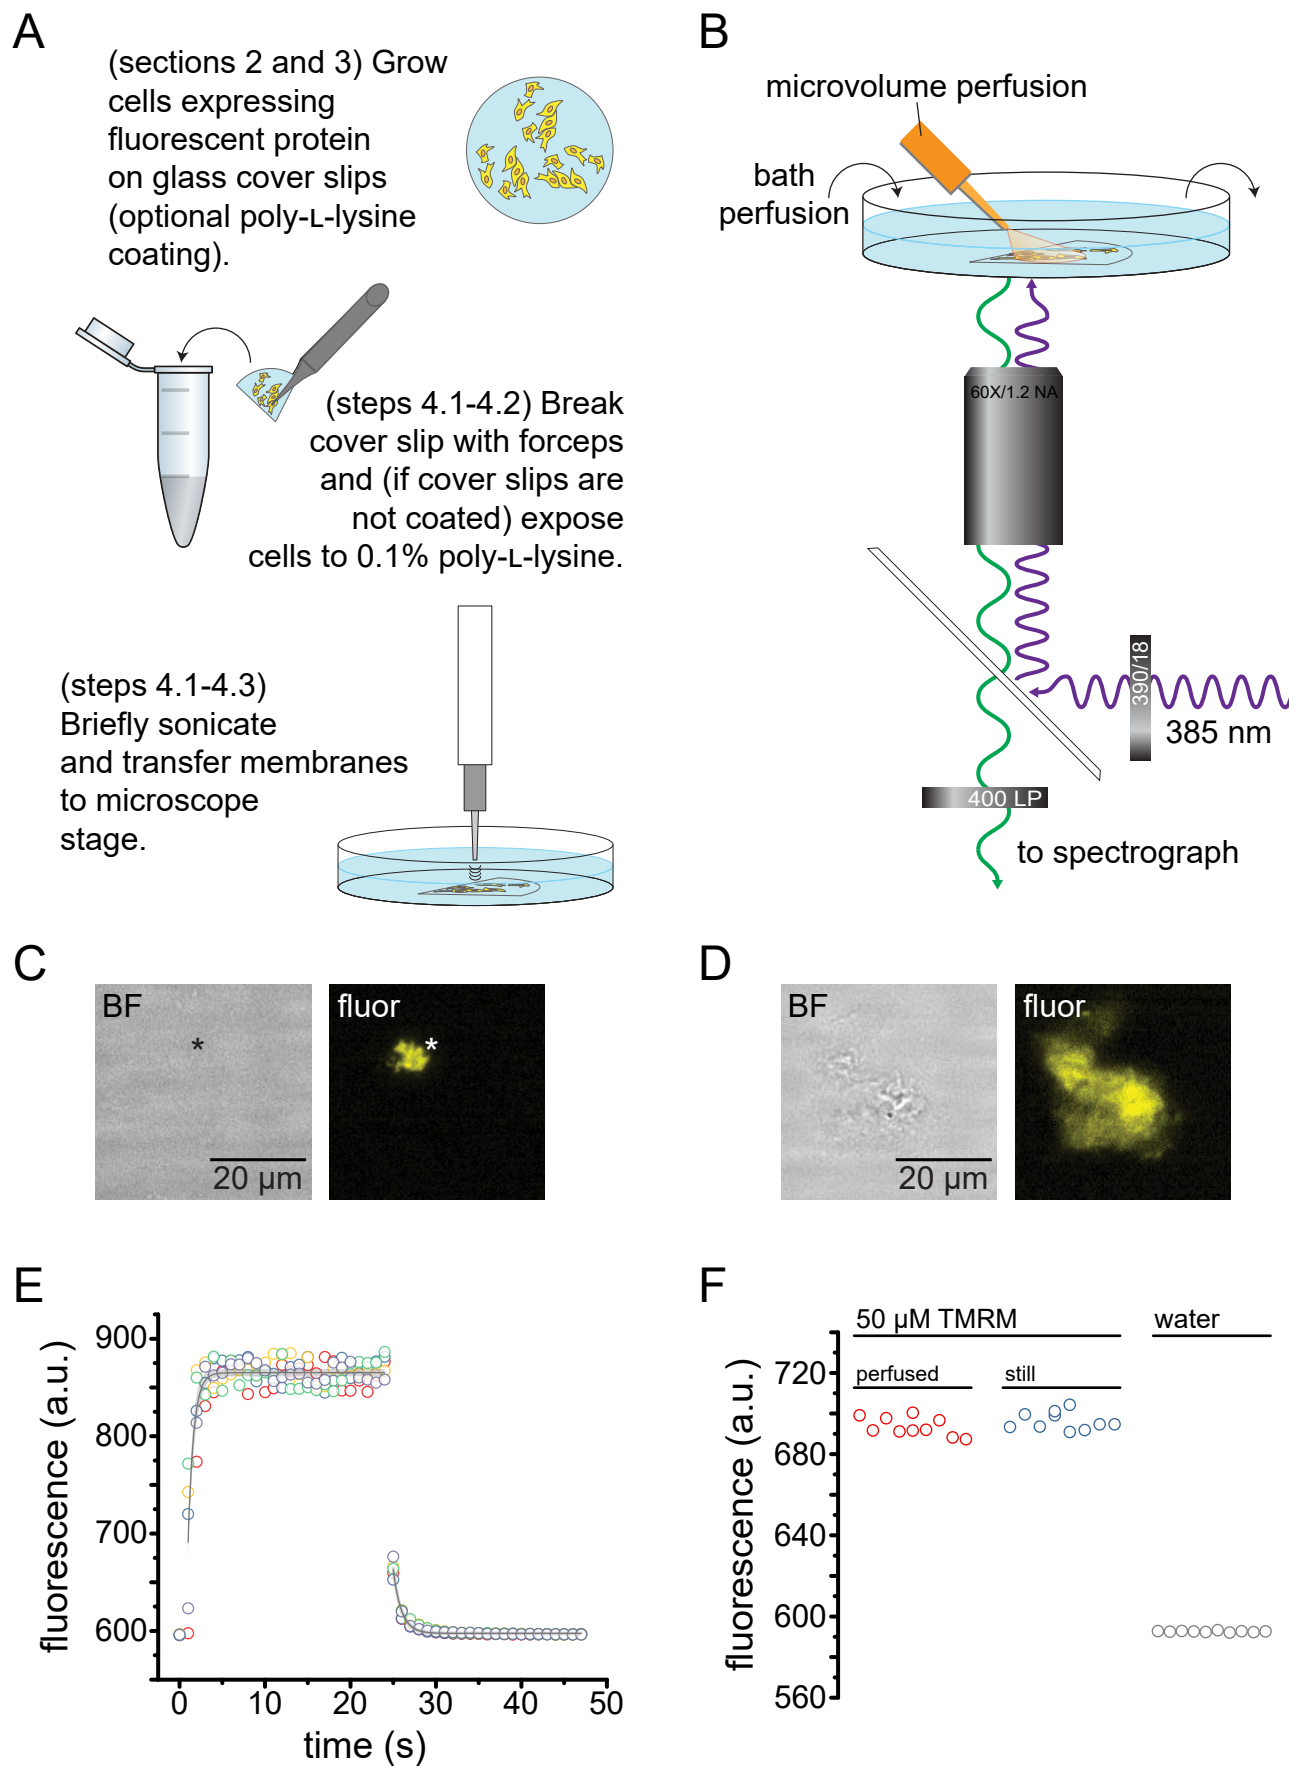 A
(sections 2 and 3) Grow
cells expressing
fluorescent protein
on glass cover slips
(optional poly-ʟ-lysine
coating).
(steps 4.1-4.2) Break
cover slip with forceps
and (if cover slips are
not coated) expose
cells to 0.1% poly-ʟ-lysine.
(steps 4.1-4.3)
Briefly sonicate
and transfer membranes
to microscope
stage.
B
microvolume perfusion
bath
perfusion
60X/1.2 NA
390/18
385 nm
400 LP
to spectrograph
C
BF
*
20 µm
fluor
*
D
BF
20 µm
fluor
E
fluorescence (a.u.)
900
800
700
600
0
10
20
30
40
50
time (s)
F
fluorescence (a.u.)
50 µM TMRM
water
perfused
still
720
680
640
600
560